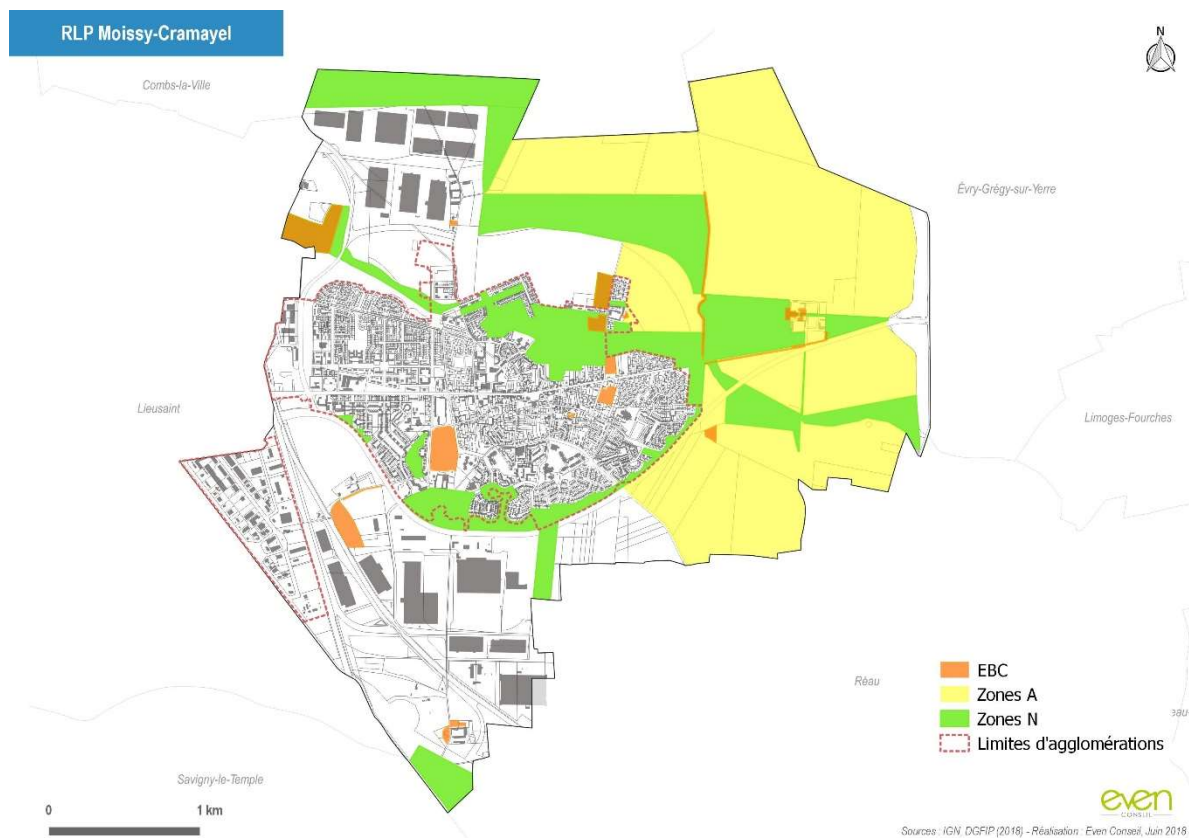 RLP Moissy-Cramayel
N
Combs-la-Ville
Évry-Grégy-sur-Yerre
Lieusaint
Limoges-Fourches
Réau
EBC
Zones A
Zones N
Limites d'agglomérations
Savigny-le-Temple
0 1 km
even
CONSEIL
Sources : IGN, DGFIP (2018) - Réalisation : Even Conseil, Juin 2018